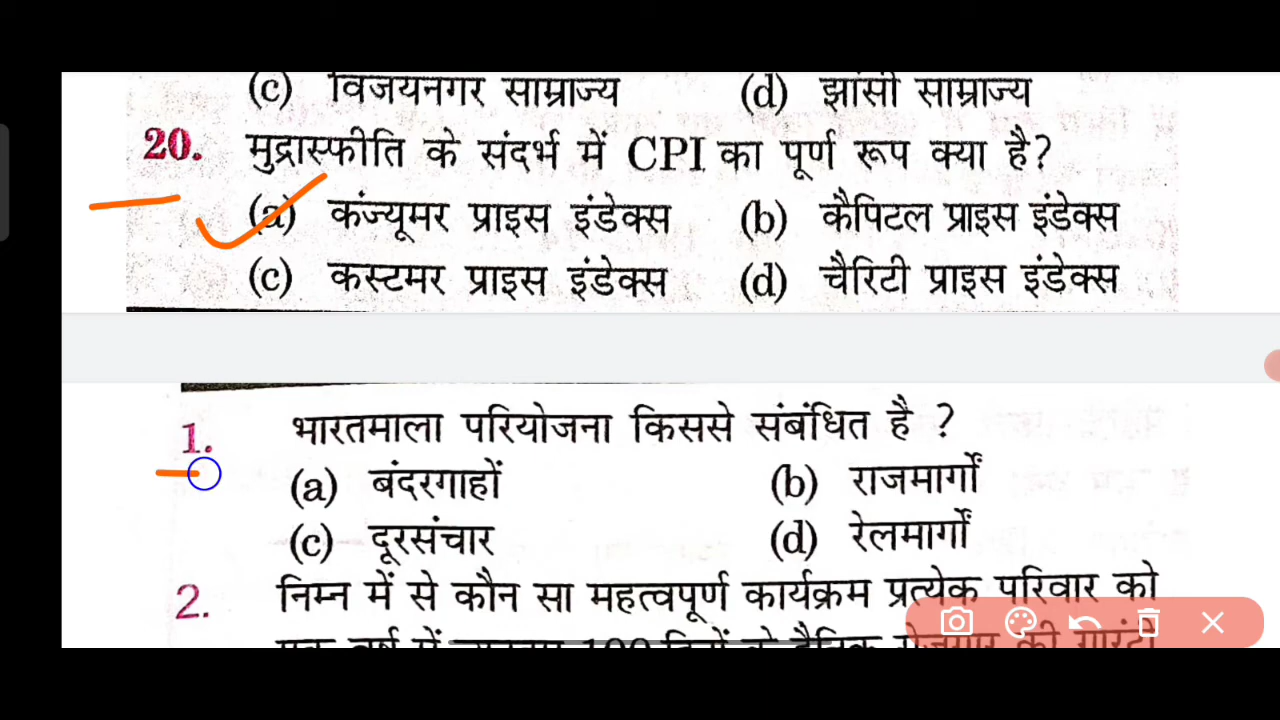 (c) विजयनगर साम्राज्य (d) झांसी साम्राज्य
20. मुद्रास्फीति के संदर्भ में CPI का पूर्ण रूप क्या है?
(a) कंज्यूमर प्राइस इंडेक्स (b) कैपिटल प्राइस इंडेक्स
(c) कस्टमर प्राइस इंडेक्स (d) चैरिटी प्राइस इंडेक्स
1. भारतमाला परियोजना किससे संबंधित है ?
(a) बंदरगाहों (b) राजमार्गों
(c) दूरसंचार (d) रेलमार्गों
2. निम्न में से कौन सा महत्वपूर्ण कार्यक्रम प्रत्येक परिवार को